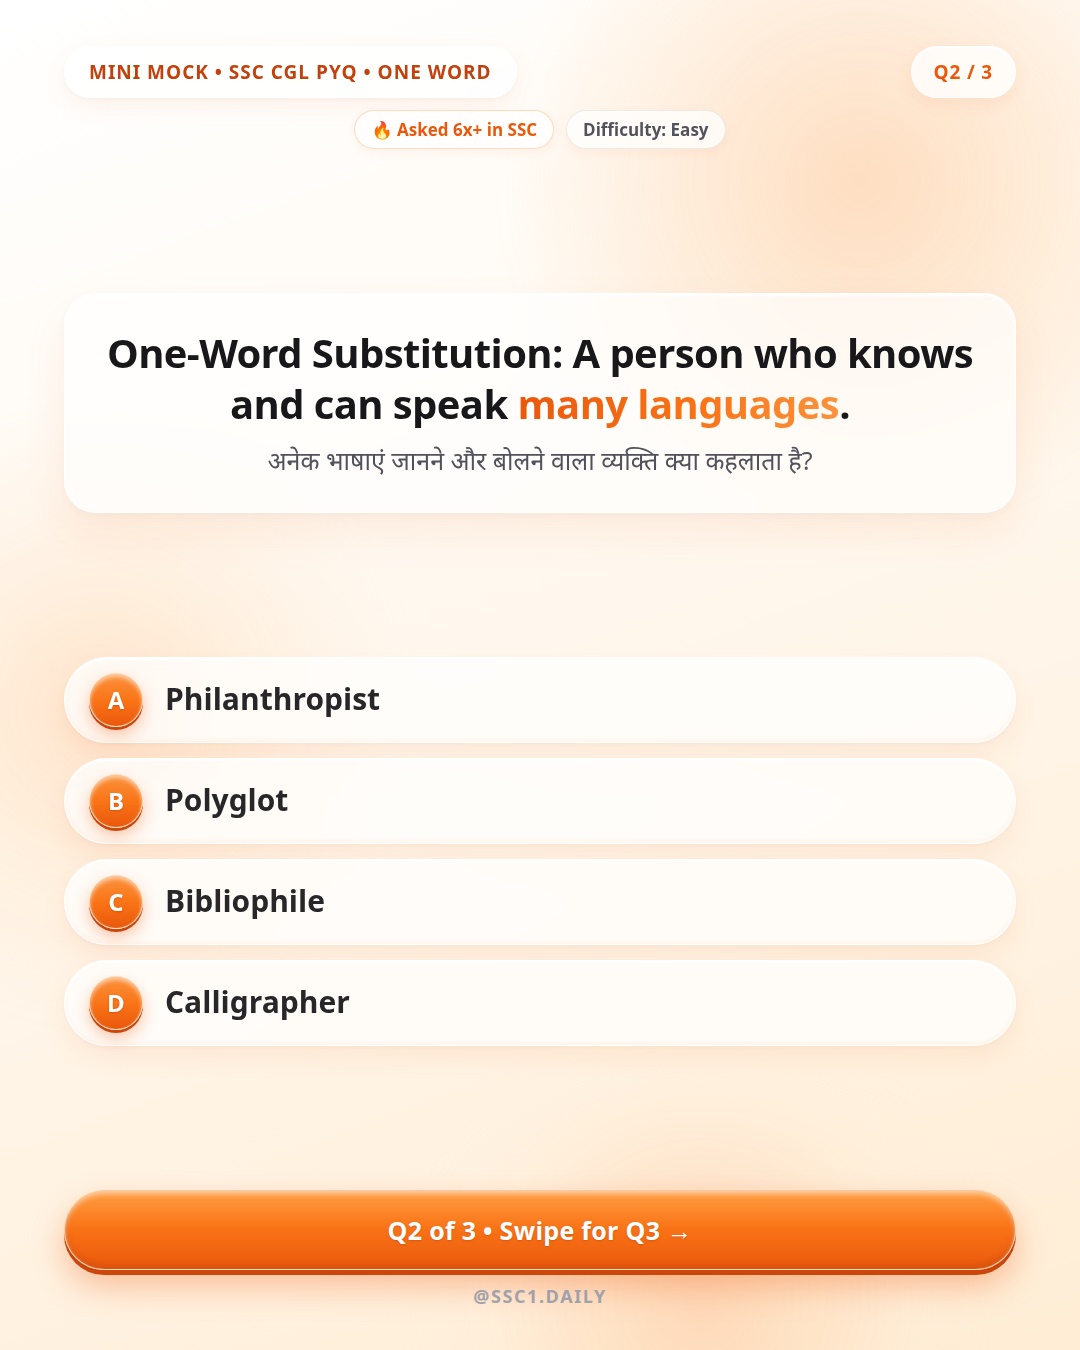 MINI MOCK • SSC CGL PYQ • ONE WORD
Q2 / 3
🔥 Asked 6x+ in SSC
Difficulty: Easy
One-Word Substitution: A person who knows
and can speak many languages.
अनेक भाषाएं जानने और बोलने वाला व्यक्ति क्या कहलाता है?
A Philanthropist
B Polyglot
C Bibliophile
D Calligrapher
Q2 of 3 • Swipe for Q3 →
@SSC1.DAILY